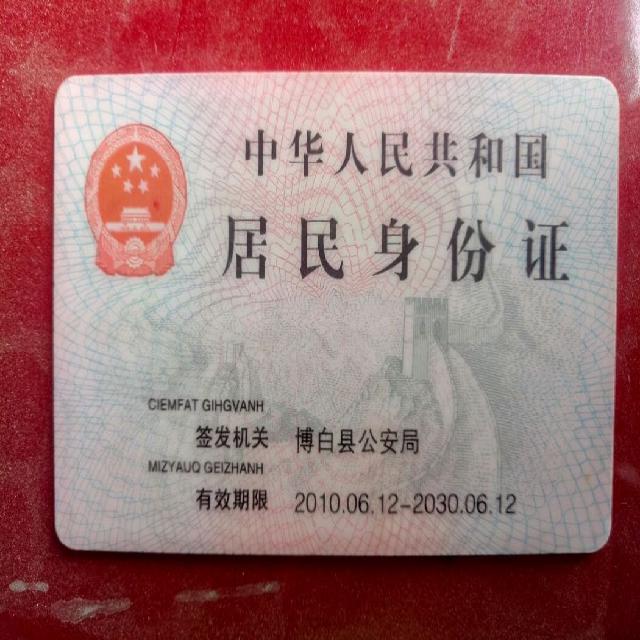 中华人民共和国
居民身份证
CIEMFAT GIHGVANH
签发机关 博白县公安局
MIZYAUQ GEIZHANH
有效期限 2010.06.12-2030.06.12